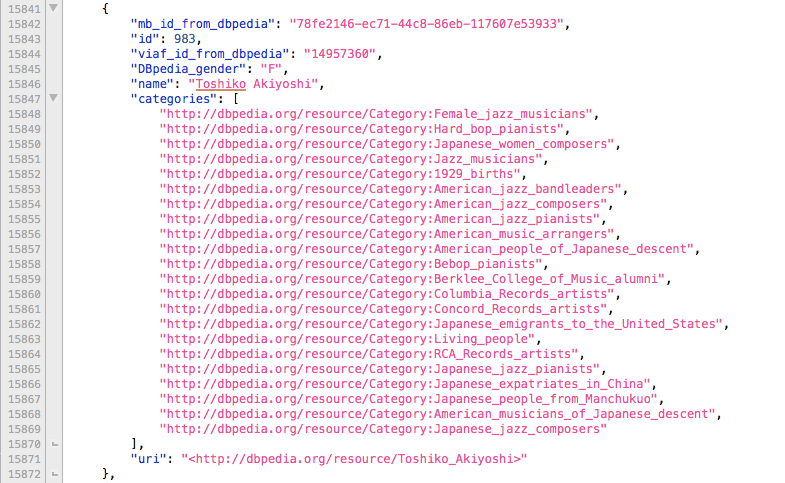 15841 {
15842 "mb_id_from_dbpedia": "78fe2146-ec71-44c8-86eb-117607e53933",
15843 "id": 983,
15844 "viaf_id_from_dbpedia": "14957360",
15845 "DBpedia_gender": "F",
15846 "name": "Toshiko Akiyoshi",
15847 "categories": [
15848 "http://dbpedia.org/resource/Category:Female_jazz_musicians",
15849 "http://dbpedia.org/resource/Category:Hard_bop_pianists",
15850 "http://dbpedia.org/resource/Category:Japanese_women_composers",
15851 "http://dbpedia.org/resource/Category:Jazz_musicians",
15852 "http://dbpedia.org/resource/Category:1929_births",
15853 "http://dbpedia.org/resource/Category:American_jazz_bandleaders",
15854 "http://dbpedia.org/resource/Category:American_jazz_composers",
15855 "http://dbpedia.org/resource/Category:American_jazz_pianists",
15856 "http://dbpedia.org/resource/Category:American_music_arrangers",
15857 "http://dbpedia.org/resource/Category:American_people_of_Japanese_descent",
15858 "http://dbpedia.org/resource/Category:Bebop_pianists",
15859 "http://dbpedia.org/resource/Category:Berklee_College_of_Music_alumni",
15860 "http://dbpedia.org/resource/Category:Columbia_Records_artists",
15861 "http://dbpedia.org/resource/Category:Concord_Records_artists",
15862 "http://dbpedia.org/resource/Category:Japanese_emigrants_to_the_United_States",
15863 "http://dbpedia.org/resource/Category:Living_people",
15864 "http://dbpedia.org/resource/Category:RCA_Records_artists",
15865 "http://dbpedia.org/resource/Category:Japanese_jazz_pianists",
15866 "http://dbpedia.org/resource/Category:Japanese_expatriates_in_China",
15867 "http://dbpedia.org/resource/Category:Japanese_people_from_Manchukuo",
15868 "http://dbpedia.org/resource/Category:American_musicians_of_Japanese_descent",
15869 "http://dbpedia.org/resource/Category:Japanese_jazz_composers"
15870 ],
15871 "uri": "<http://dbpedia.org/resource/Toshiko_Akiyoshi>"
15872 },